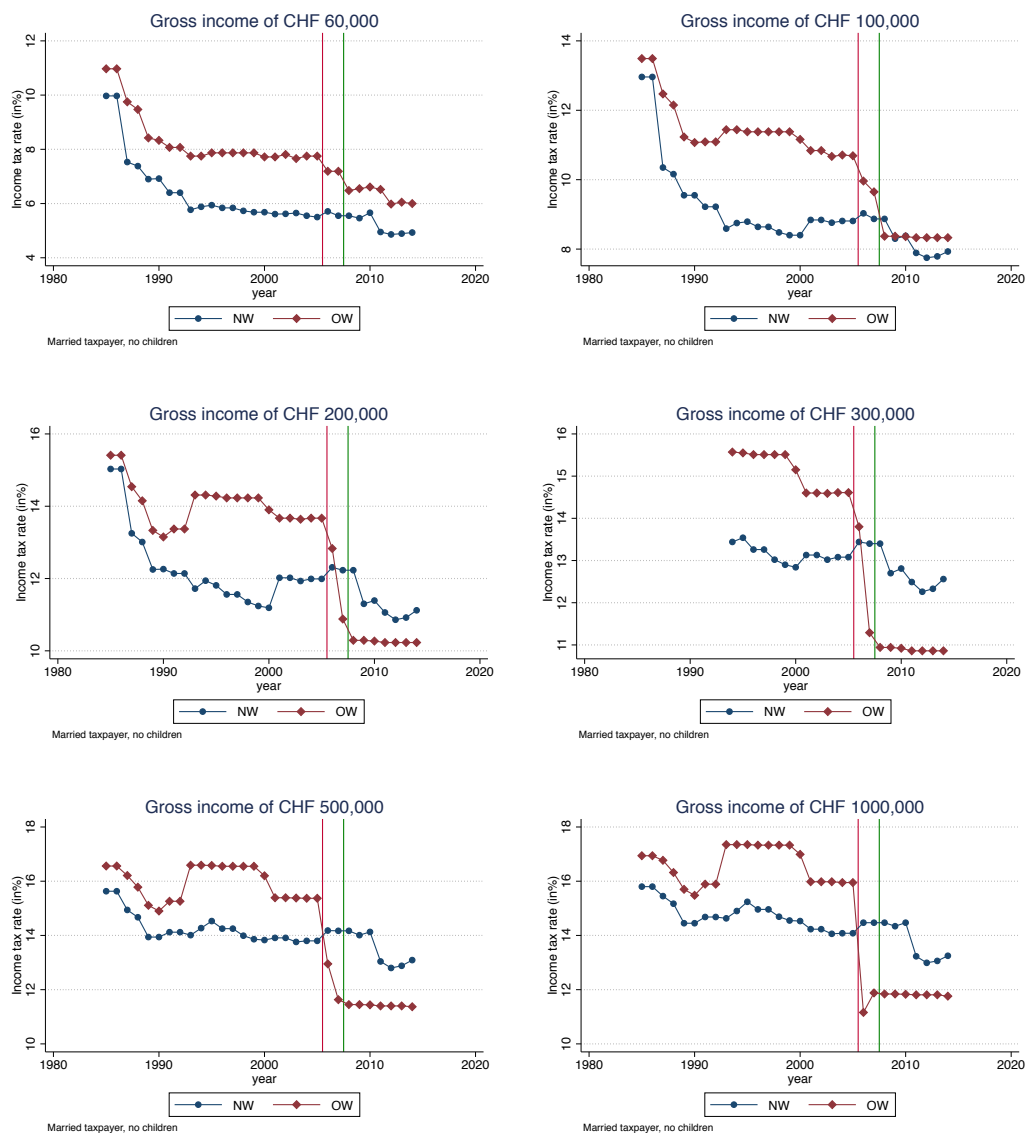 Gross income of CHF 60,000
Income tax rate (in%)
12
10
8
6
4
1980 1990 2000 2010 2020
year
NW OW
Married taxpayer, no children
Gross income of CHF 100,000
Income tax rate (in%)
14
12
10
8
1980 1990 2000 2010 2020
year
NW OW
Married taxpayer, no children
Gross income of CHF 200,000
Income tax rate (in%)
16
14
12
10
1980 1990 2000 2010 2020
year
NW OW
Married taxpayer, no children
Gross income of CHF 300,000
Income tax rate (in%)
16
15
14
13
12
11
1980 1990 2000 2010 2020
year
NW OW
Married taxpayer, no children
Gross income of CHF 500,000
Income tax rate (in%)
18
16
14
12
10
1980 1990 2000 2010 2020
year
NW OW
Married taxpayer, no children
Gross income of CHF 1000,000
Income tax rate (in%)
18
16
14
12
10
1980 1990 2000 2010 2020
year
NW OW
Married taxpayer, no children